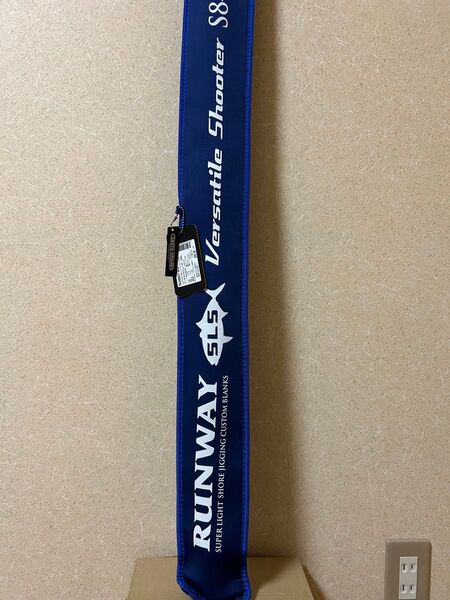 RUNWAY SLS Versatile Shooter S8
SUPER LIGHT SHORE JIGGING CUSTOM BLANKS